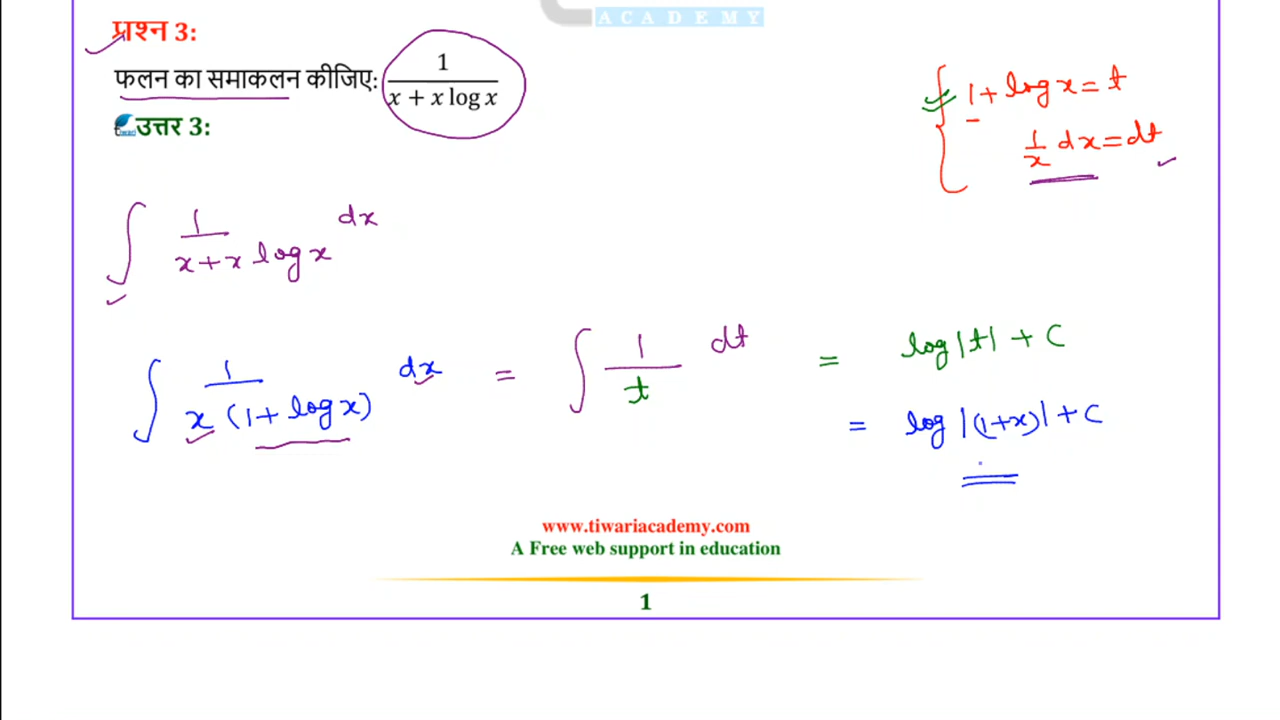 ACADEMY
प्रश्न 3:
फलन का समाकलन कीजिए: 1/(x + x log x)
उत्तर 3:
1 + log x = t
1/x dx = dt
∫ 1/(x + x log x) dx
∫ 1/(x (1 + log x)) dx = ∫ 1/t dt = log |t| + C
= log |(1+x)| + C
www.tiwariacademy.com
A Free web support in education
1